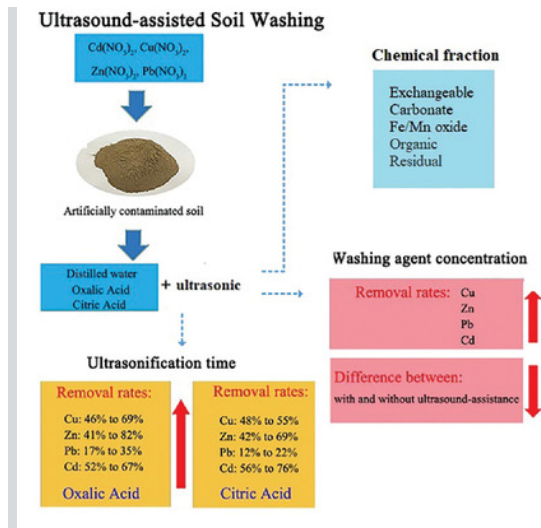 Ultrasound-assisted Soil Washing
Cd(NO₃)₂, Cu(NO₃)₂,
Zn(NO₃)₂, Pb(NO₃)₂
Artificially contaminated soil
Distilled water
Oxalic Acid
Citric Acid
+ ultrasonic
Chemical fraction
Exchangeable
Carbonate
Fe/Mn oxide
Organic
Residual
Washing agent concentration
Removal rates: Cu
Zn
Pb
Cd
Difference between:
with and without ultrasound-assistance
Ultrasonification time
Removal rates:
Cu: 46% to 69%
Zn: 41% to 82%
Pb: 17% to 35%
Cd: 52% to 67%
Oxalic Acid
Removal rates:
Cu: 48% to 55%
Zn: 42% to 69%
Pb: 12% to 22%
Cd: 56% to 76%
Citric Acid